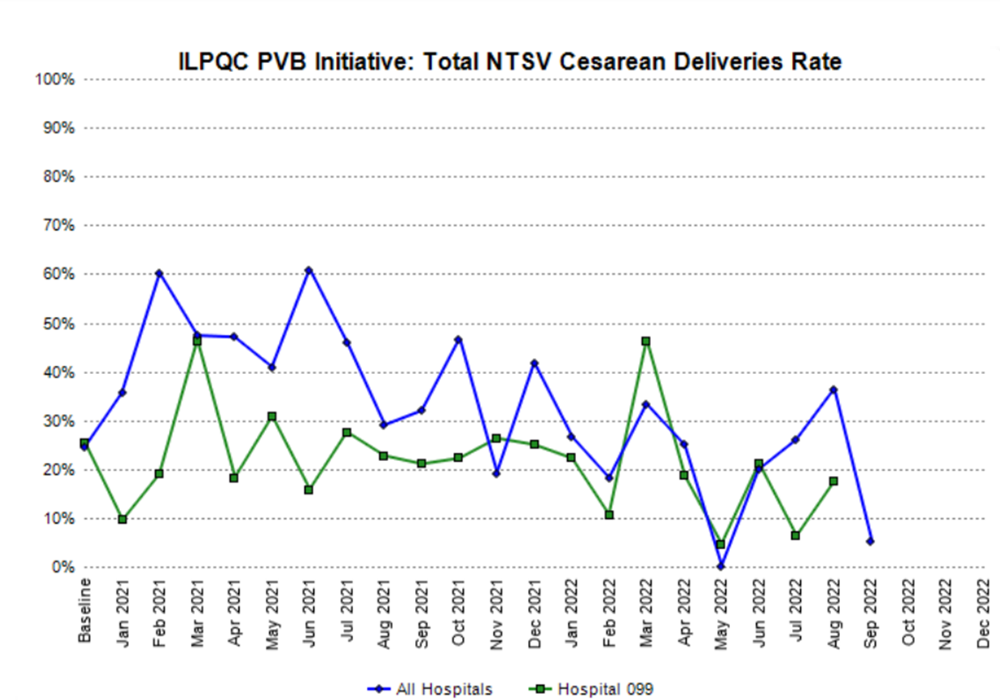 ILPQC PVB Initiative: Total NTSV Cesarean Deliveries Rate
100%
90%
80%
70%
60%
50%
40%
30%
20%
10%
0%
Baseline
Jan 2021
Feb 2021
Mar 2021
Apr 2021
May 2021
Jun 2021
Jul 2021
Aug 2021
Sep 2021
Oct 2021
Nov 2021
Dec 2021
Jan 2022
Feb 2022
Mar 2022
Apr 2022
May 2022
Jun 2022
Jul 2022
Aug 2022
Sep 2022
Oct 2022
Nov 2022
Dec 2022
All Hospitals
Hospital 099